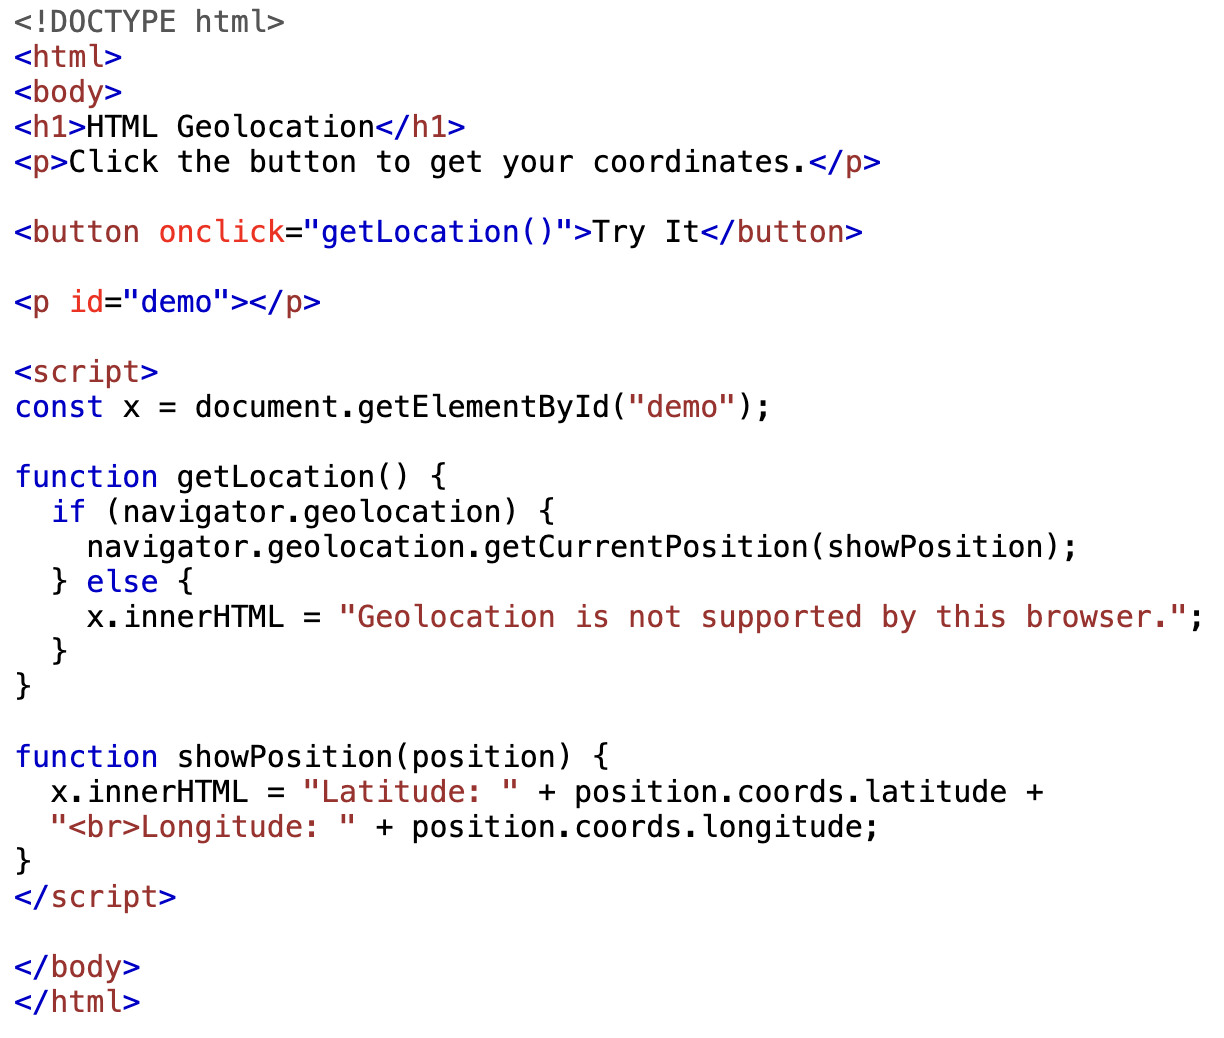 <!DOCTYPE html>
<html>
<body>
<h1>HTML Geolocation</h1>
<p>Click the button to get your coordinates.</p>
<button onclick="getLocation()">Try It</button>
<p id="demo"></p>
<script>
const x = document.getElementById("demo");
function getLocation() {
  if (navigator.geolocation) {
    navigator.geolocation.getCurrentPosition(showPosition);
  } else {
    x.innerHTML = "Geolocation is not supported by this browser.";
  }
}
function showPosition(position) {
  x.innerHTML = "Latitude: " + position.coords.latitude +
  "<br>Longitude: " + position.coords.longitude;
}
</script>
</body>
</html>